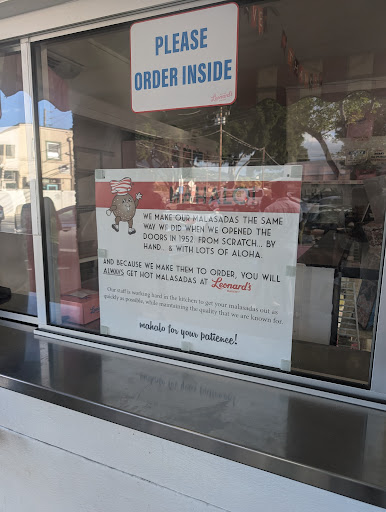 PLEASE
ORDER INSIDE
Leonard's
WE MAKE OUR MALASADAS THE SAME
WAY WE DID WHEN WE OPENED THE
DOORS IN 1952. FROM SCRATCH... BY
HAND... & WITH LOTS OF ALOHA.
AND BECAUSE WE MAKE THEM TO ORDER, YOU WILL
ALWAYS GET HOT MALASADAS AT Leonard's
Our staff is working hard in the kitchen to get your malasadas out as
quickly as possible, while maintaining the quality that we are known for.
mahalo for your patience!